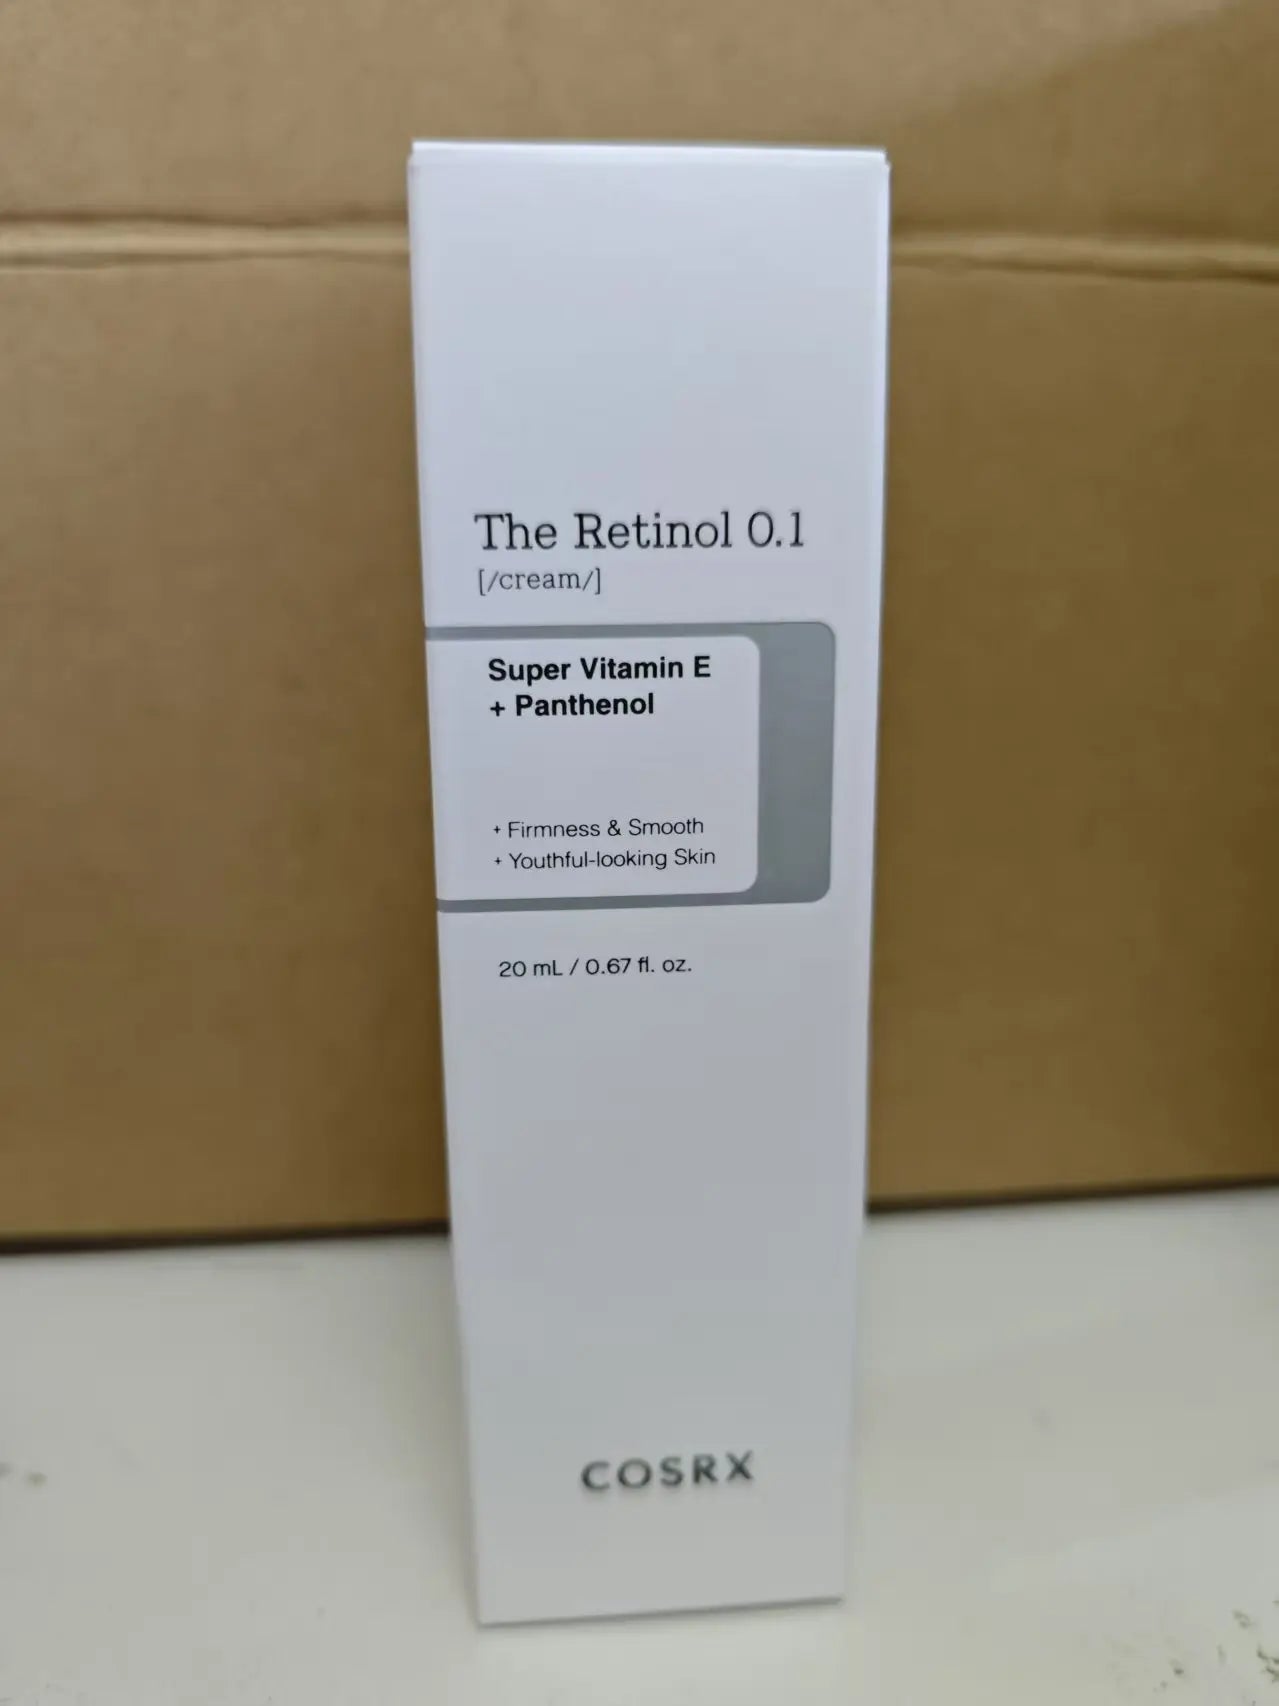 The Retinol 0.1
[/cream/]
Super Vitamin E
+ Panthenol
+ Firmness & Smooth
+ Youthful-looking Skin
20 mL / 0.67 fl. oz.
COSRX